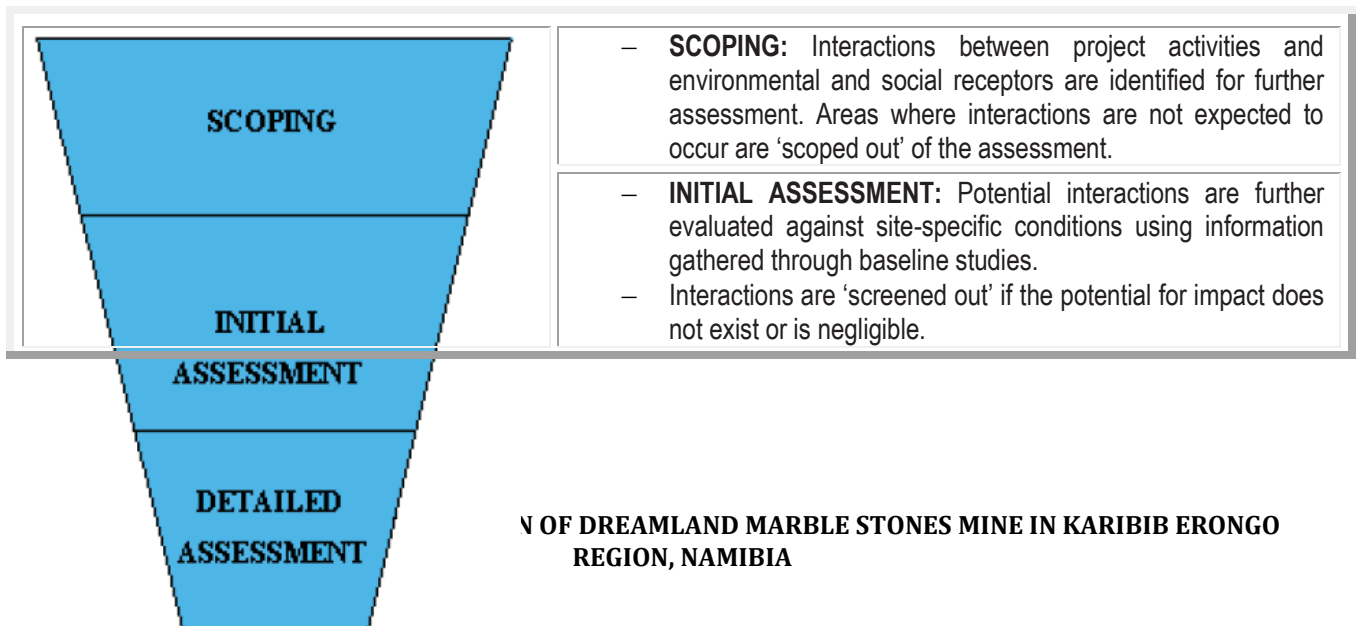 SCOPING
– SCOPING: Interactions between project activities and
environmental and social receptors are identified for further
assessment. Areas where interactions are not expected to
occur are ‘scoped out’ of the assessment.
INITIAL
ASSESSMENT
– INITIAL ASSESSMENT: Potential interactions are further
evaluated against site-specific conditions using information
gathered through baseline studies.
– Interactions are ‘screened out’ if the potential for impact does
not exist or is negligible.
DETAILED
ASSESSMENT
OF DREAMLAND MARBLE STONES MINE IN KARIBIB ERONGO
REGION, NAMIBIA